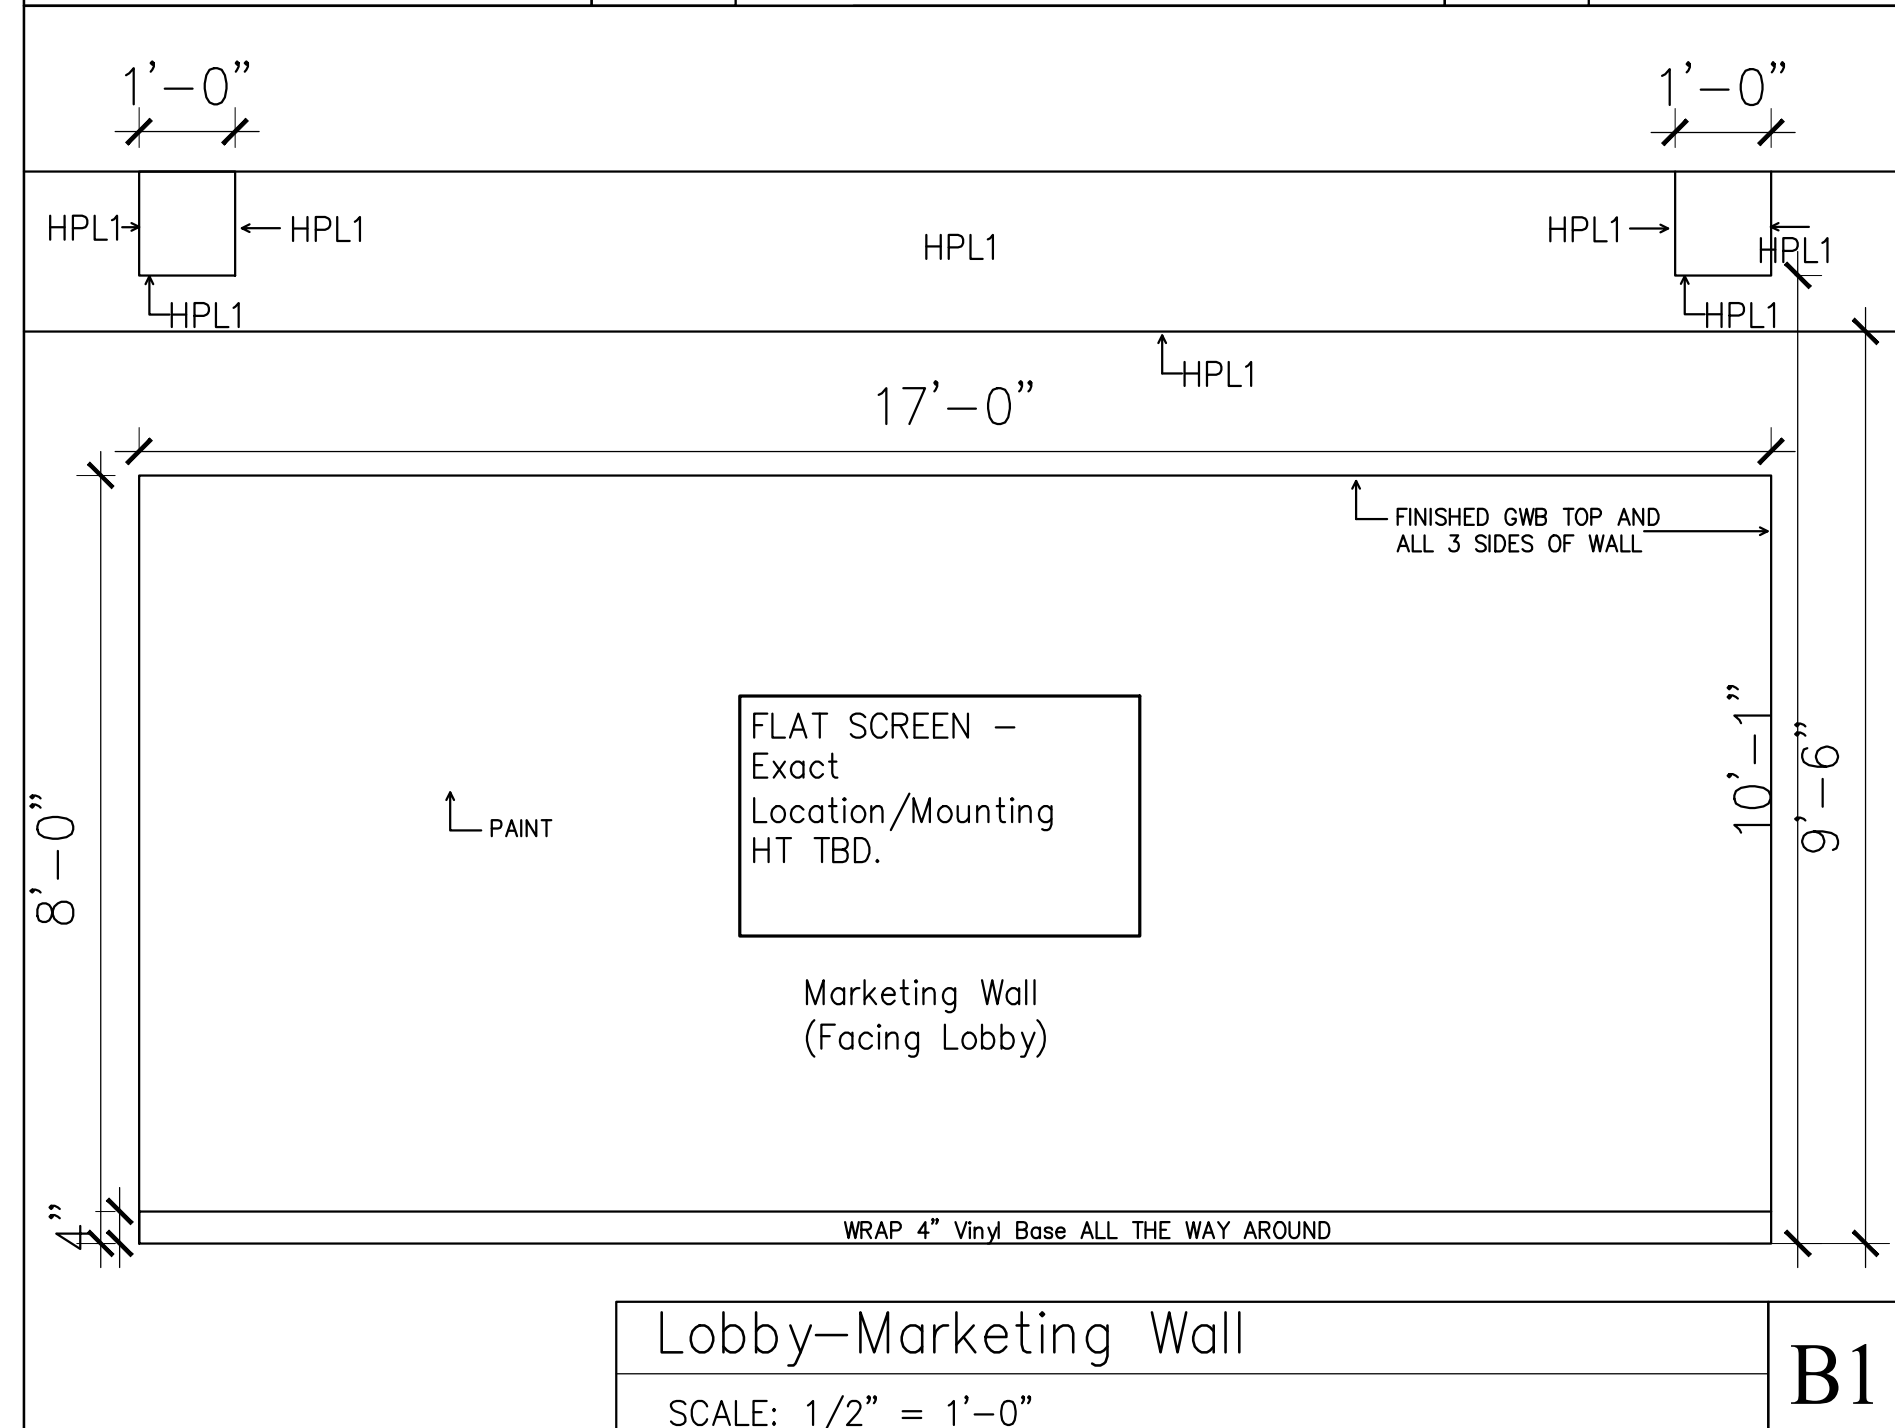 1'-0"
1'-0"
HPL1
HPL1
HPL1
HPL1
HPL1
HPL1
HPL1
HPL1
HPL1
17'-0"
FINISHED GWB TOP AND
ALL 3 SIDES OF WALL
FLAT SCREEN -
Exact
Location/Mounting
HT TBD.
PAINT
8'-0"
10'-1"
9'-6"
Marketing Wall
(Facing Lobby)
4"
WRAP 4" Vinyl Base ALL THE WAY AROUND
Lobby-Marketing Wall
B1
SCALE: 1/2" = 1'-0"